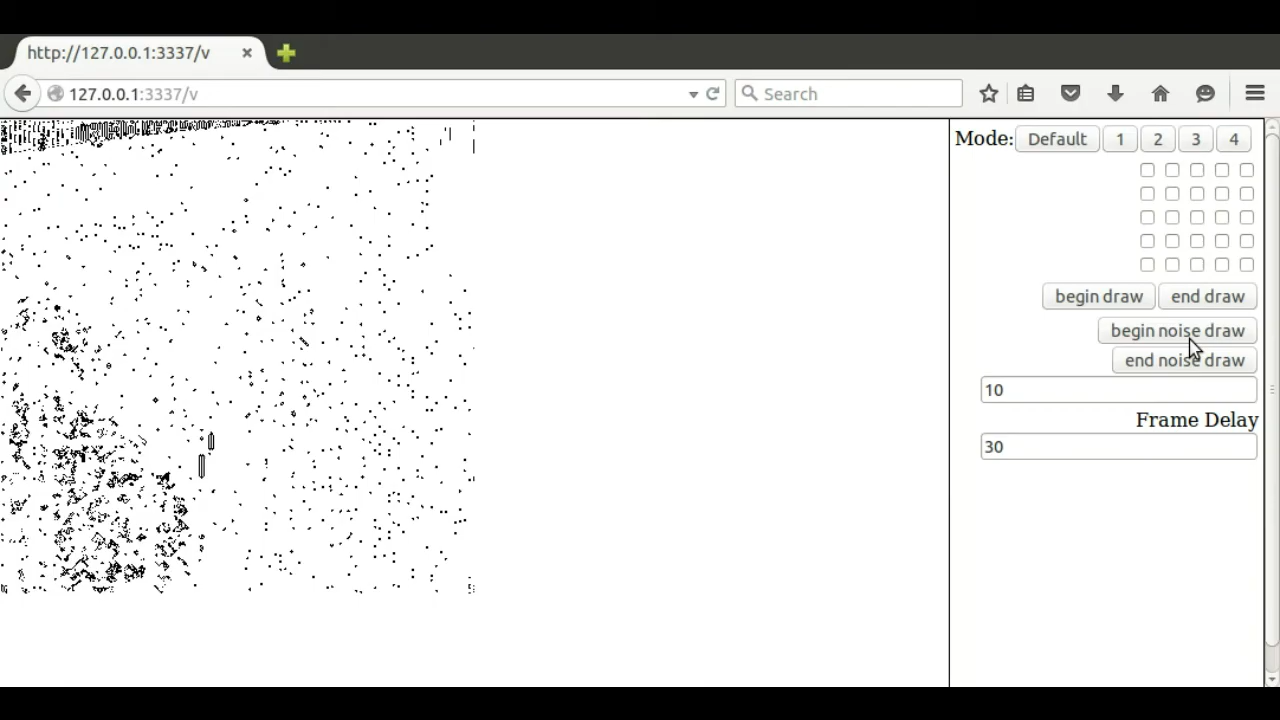 http://127.0.0.1:3337/v
127.0.0.1:3337/v
Search
Mode: Default 1 2 3 4
begin draw end draw
begin noise draw
end noise draw
10
Frame Delay
30